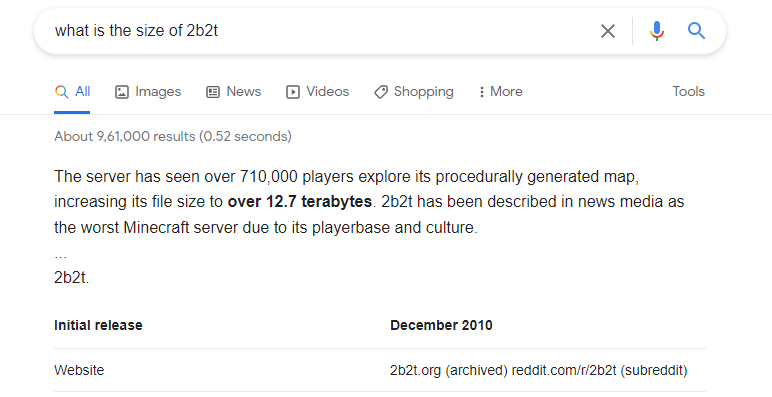 what is the size of 2b2t
All Images News Videos Shopping More Tools
About 9,61,000 results (0.52 seconds)
The server has seen over 710,000 players explore its procedurally generated map,
increasing its file size to over 12.7 terabytes. 2b2t has been described in news media as
the worst Minecraft server due to its playerbase and culture.
...
2b2t.
Initial release December 2010
Website 2b2t.org (archived) reddit.com/r/2b2t (subreddit)